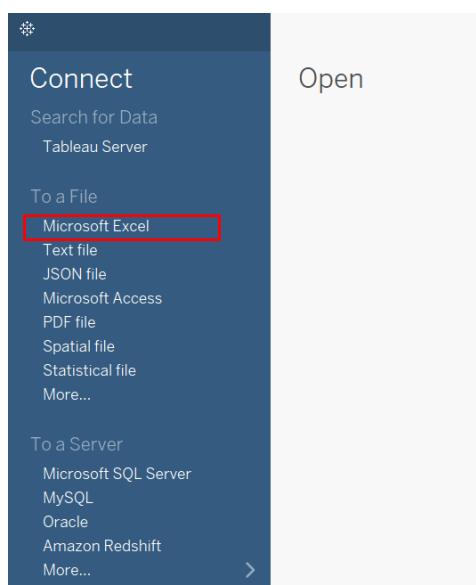 Connect
Search for Data
Tableau Server
To a File
Microsoft Excel
Text file
JSON file
Microsoft Access
PDF file
Spatial file
Statistical file
More...
To a Server
Microsoft SQL Server
MySQL
Oracle
Amazon Redshift
More...
Open